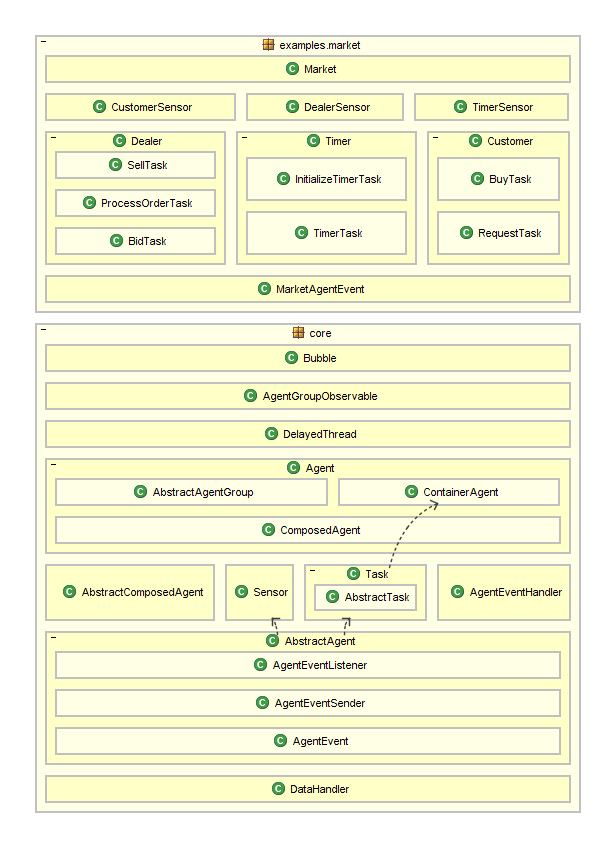 examples.market
Market
CustomerSensor
DealerSensor
TimerSensor
Dealer
SellTask
ProcessOrderTask
BidTask
Timer
InitializeTimerTask
TimerTask
Customer
BuyTask
RequestTask
MarketAgentEvent
core
Bubble
AgentGroupObservable
DelayedThread
Agent
AbstractAgentGroup
ContainerAgent
ComposedAgent
AbstractComposedAgent
Sensor
Task
AbstractTask
AgentEventHandler
AbstractAgent
AgentEventListener
AgentEventSender
AgentEvent
DataHandler